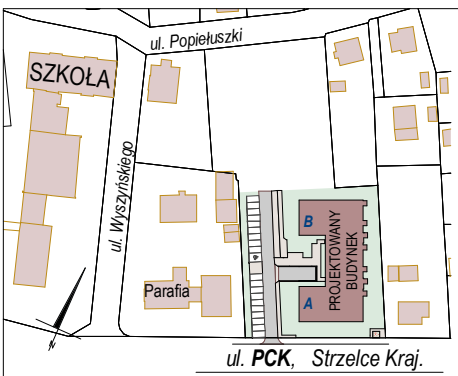 ul. Popiełuszki
SZKOŁA
ul. Wyszyńskiego
B
PROJEKTOWANY
BUDYNEK
Parafia
A
N
ul. PCK, Strzelce Kraj.